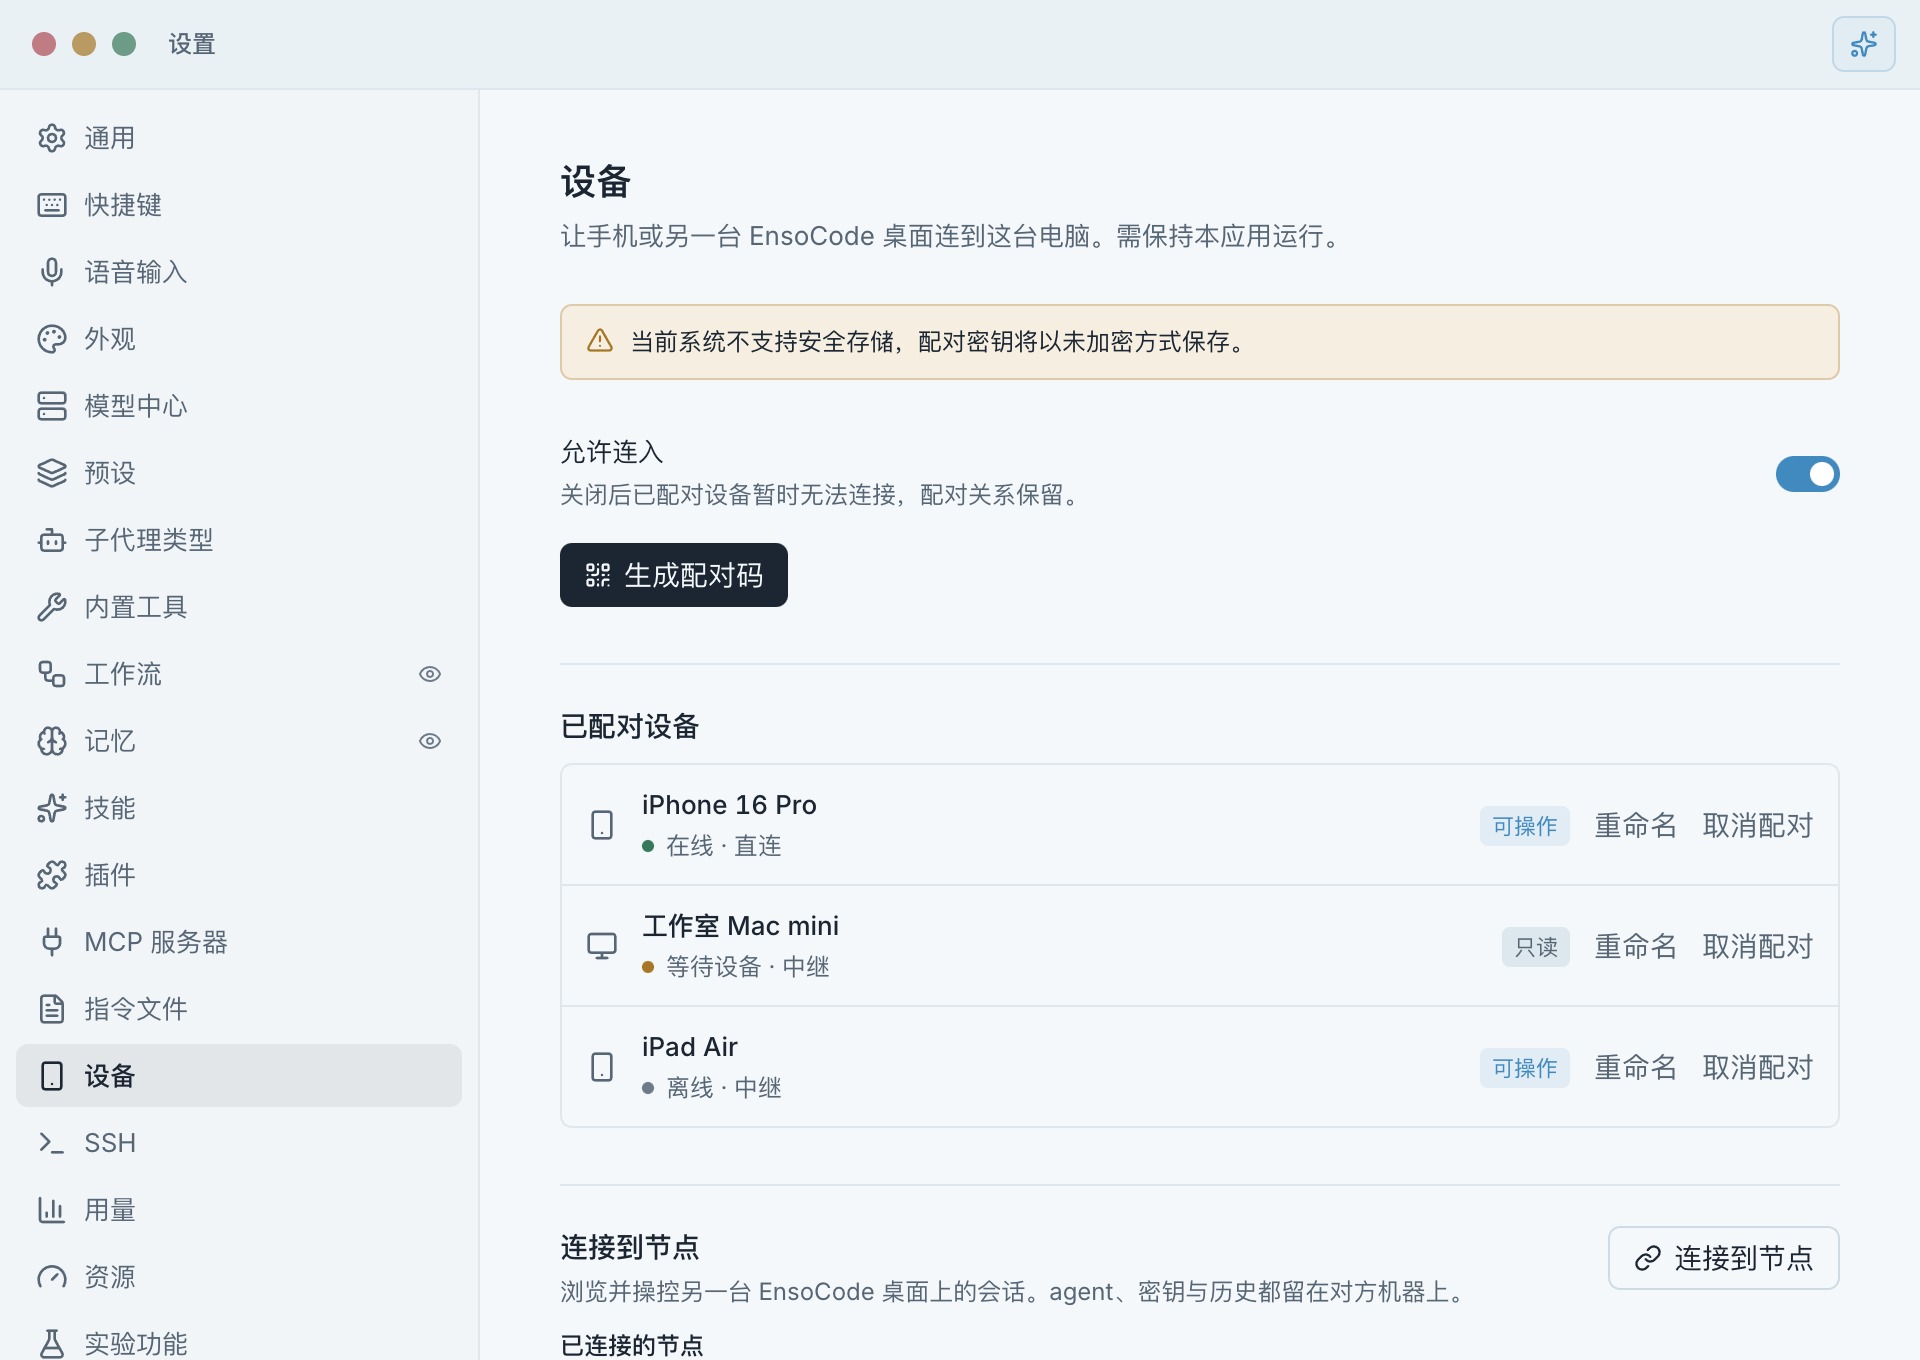 设置
通用
快捷键
语音输入
外观
模型中心
预设
子代理类型
内置工具
工作流
记忆
技能
插件
MCP 服务器
指令文件
设备
SSH
用量
资源
实验功能
设备
让手机或另一台 EnsoCode 桌面连到这台电脑。需保持本应用运行。
当前系统不支持安全存储，配对密钥将以未加密方式保存。
允许连入
关闭后已配对设备暂时无法连接，配对关系保留。
生成配对码
已配对设备
iPhone 16 Pro
在线 · 直连
可操作 重命名 取消配对
工作室 Mac mini
等待设备 · 中继
只读 重命名 取消配对
iPad Air
离线 · 中继
可操作 重命名 取消配对
连接到节点
连接到节点
浏览并操控另一台 EnsoCode 桌面上的会话。agent、密钥与历史都留在对方机器上。
已连接的节点